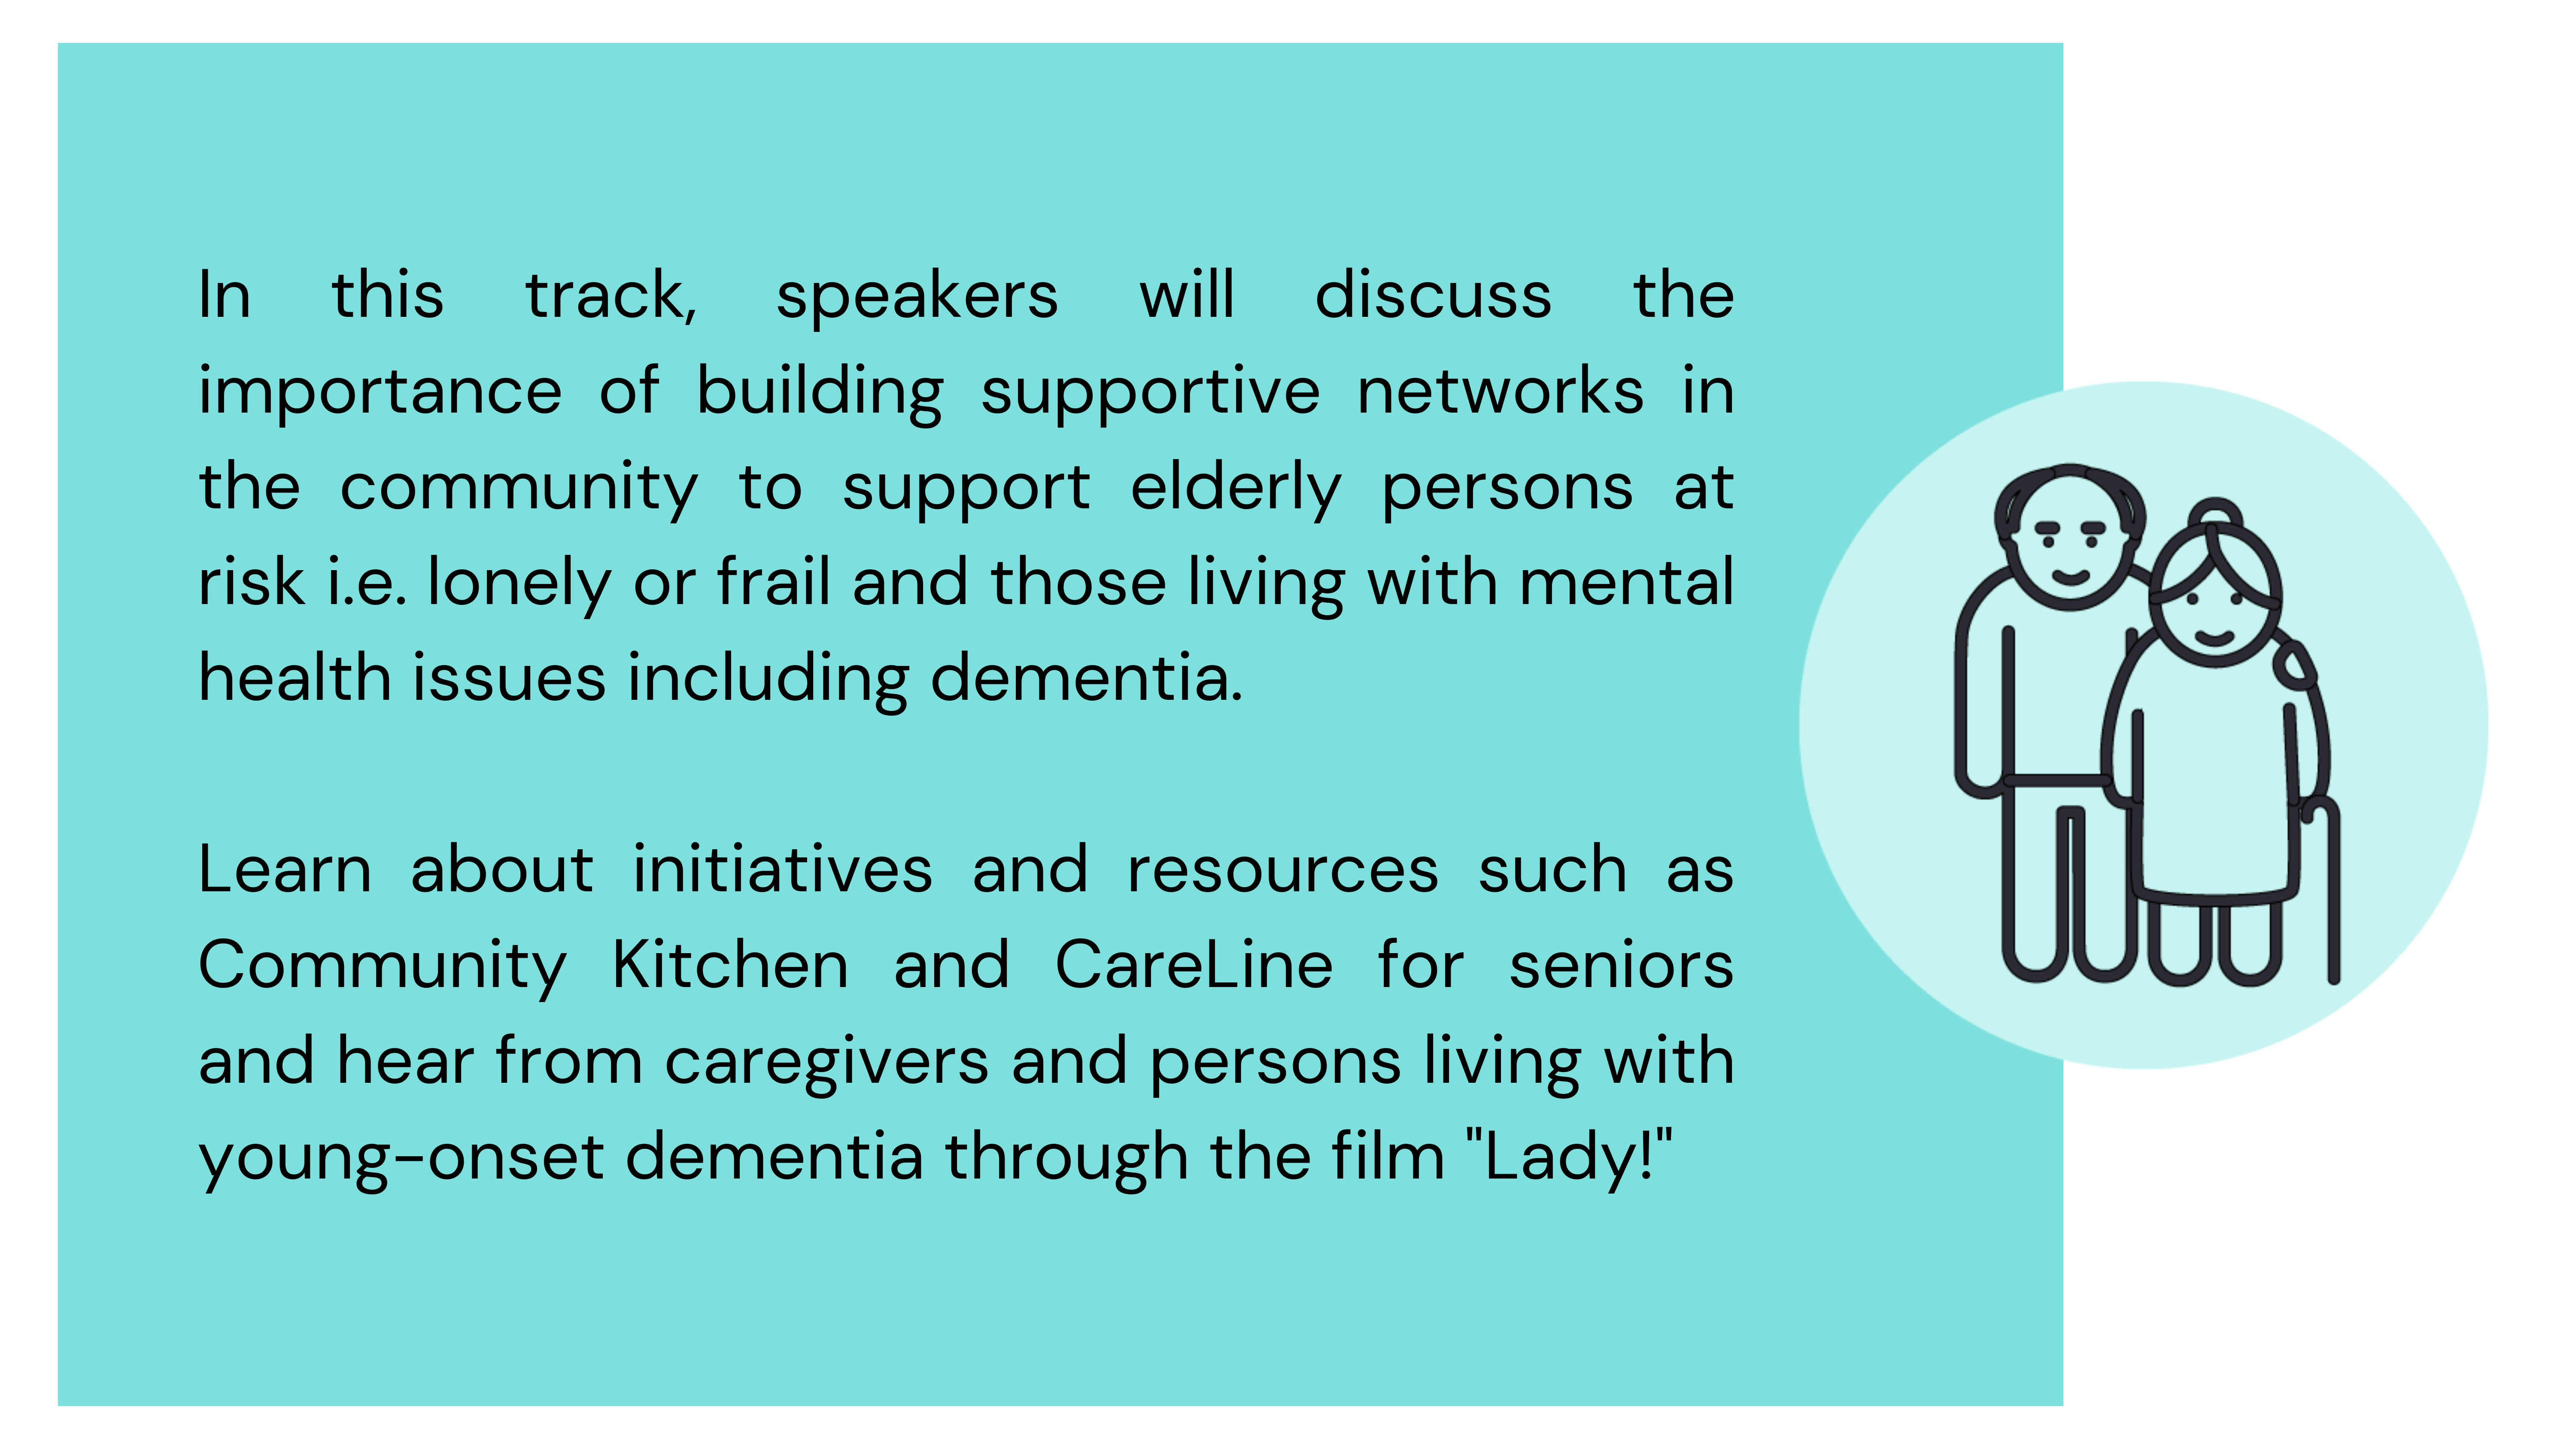 In this track, speakers will discuss the
importance of building supportive networks in
the community to support elderly persons at
risk i.e. lonely or frail and those living with mental
health issues including dementia.
Learn about initiatives and resources such as
Community Kitchen and CareLine for seniors
and hear from caregivers and persons living with
young-onset dementia through the film "Lady!"